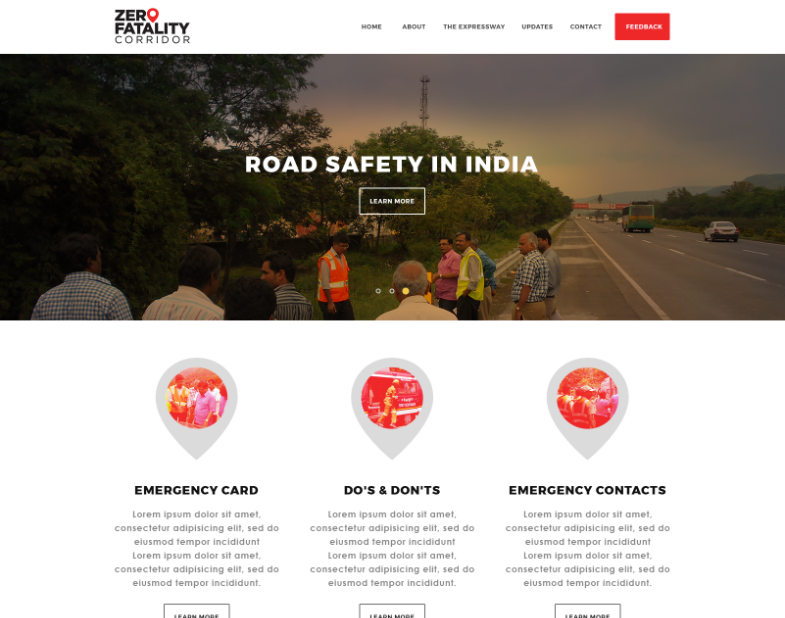 ZERO
FATALITY
CORRIDOR
HOME ABOUT THE EXPRESSWAY UPDATES CONTACT FEEDBACK
ROAD SAFETY IN INDIA
LEARN MORE
EMERGENCY CARD
Lorem ipsum dolor sit amet,
consectetur adipisicing elit, sed do
eiusmod tempor incididunt
Lorem ipsum dolor sit amet,
consectetur adipisicing elit, sed do
eiusmod tempor incididunt.
LEARN MORE
DO'S & DON'TS
Lorem ipsum dolor sit amet,
consectetur adipisicing elit, sed do
eiusmod tempor incididunt
Lorem ipsum dolor sit amet,
consectetur adipisicing elit, sed do
eiusmod tempor incididunt.
LEARN MORE
EMERGENCY CONTACTS
Lorem ipsum dolor sit amet,
consectetur adipisicing elit, sed do
eiusmod tempor incididunt
Lorem ipsum dolor sit amet,
consectetur adipisicing elit, sed do
eiusmod tempor incididunt.
LEARN MORE